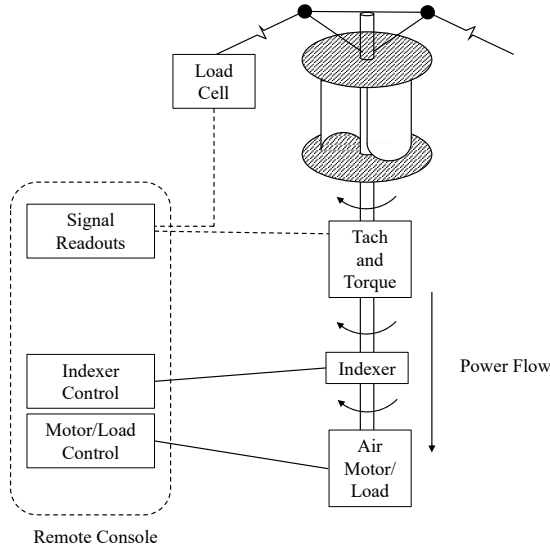 Load
Cell
Signal
Readouts
Tach
and
Torque
Indexer
Control
Indexer
Power Flow
Motor/Load
Control
Air
Motor/
Load
Remote Console